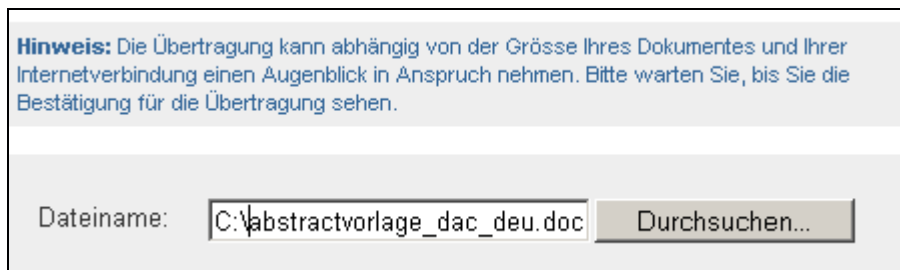 Hinweis: Die Übertragung kann abhängig von der Grösse Ihres Dokumentes und Ihrer
Internetverbindung einen Augenblick in Anspruch nehmen. Bitte warten Sie, bis Sie die
Bestätigung für die Übertragung sehen.
Dateiname: C:\abstractvorlage_dac_deu.doc Durchsuchen...